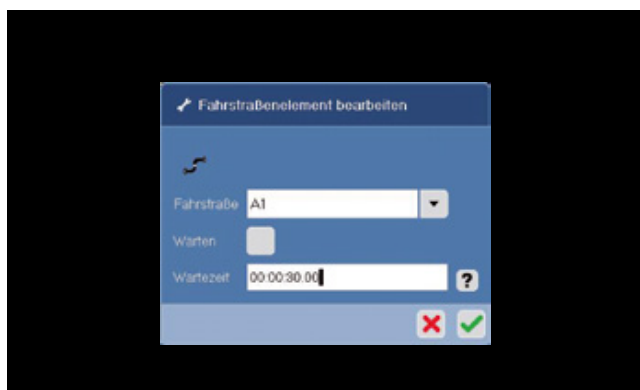 Fahrstraßenelement bearbeiten
Fahrstraße A1
Warten
Wartezeit 00:00:30.00 ?